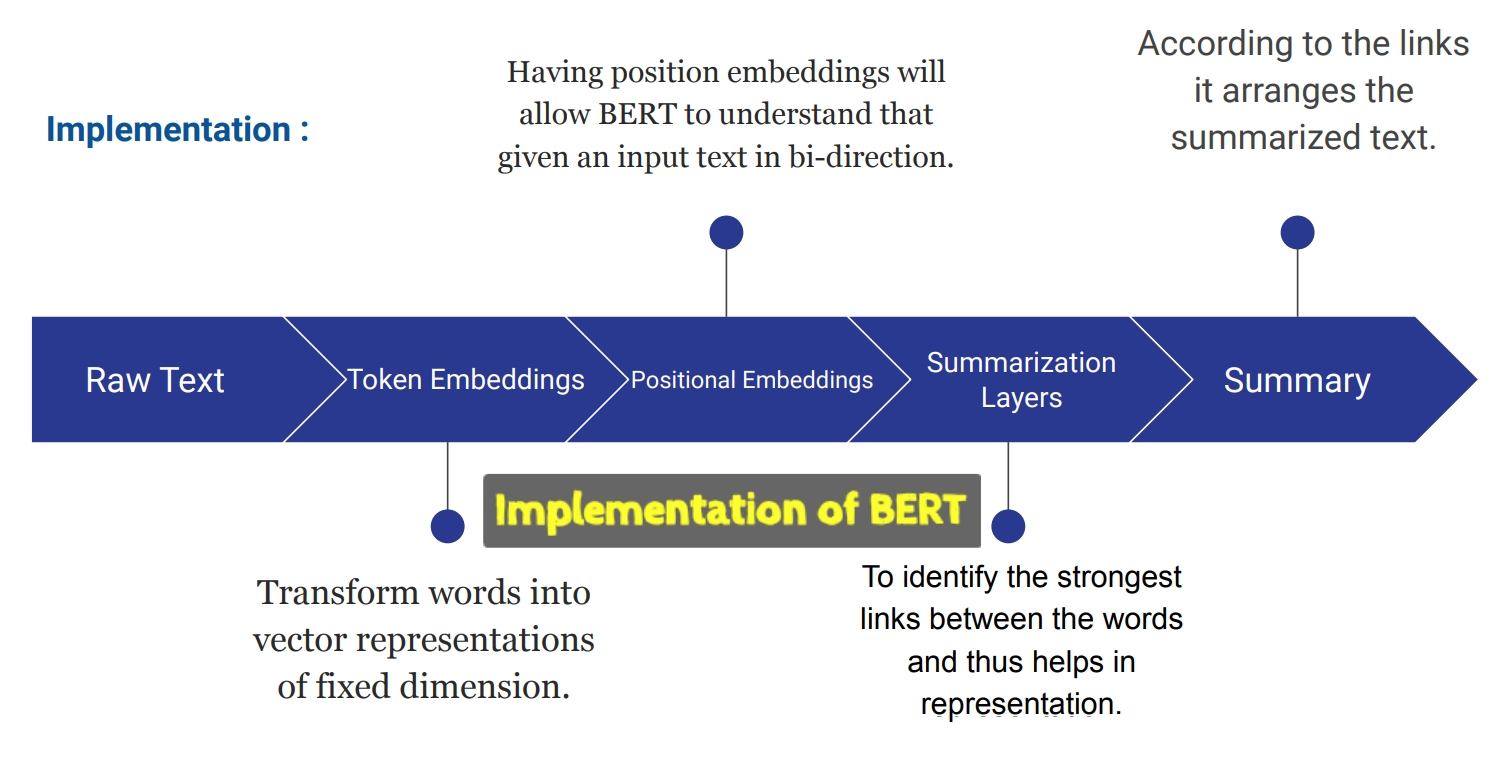 According to the links
it arranges the
summarized text.
Having position embeddings will
allow BERT to understand that
given an input text in bi-direction.
Implementation :
Raw Text
Token Embeddings
Positional Embeddings
Summarization
Layers
Summary
Implementation of BERT
Transform words into
vector representations
of fixed dimension.
To identify the strongest
links between the words
and thus helps in
representation.